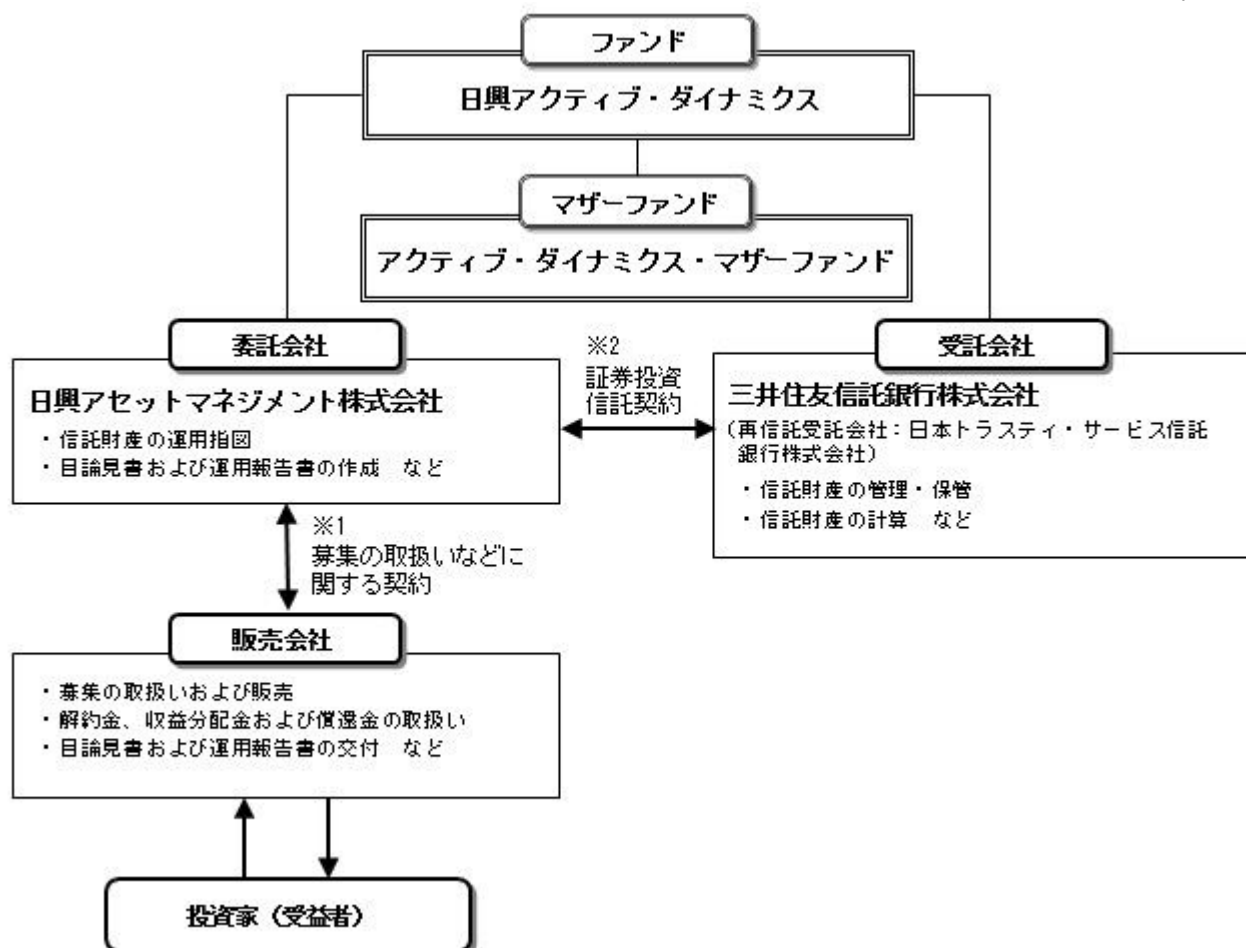 ファンド
日興アクティブ・ダイナミクス
マザーファンド
アクティブ・ダイナミクス・マザーファンド
委託会社
日興アセットマネジメント株式会社
・信託財産の運用指図
・目論見書および運用報告書の作成　など
※2
証券投資
信託契約
受託会社
三井住友信託銀行株式会社
(再信託受託会社：日本トラスティ・サービス信託
銀行株式会社)
・信託財産の管理・保管
・信託財産の計算　など
※1
募集の取扱いなどに
関する契約
販売会社
・募集の取扱いおよび販売
・解約金、収益分配金および償還金の取扱い
・目論見書および運用報告書の交付　など
投資家（受益者）